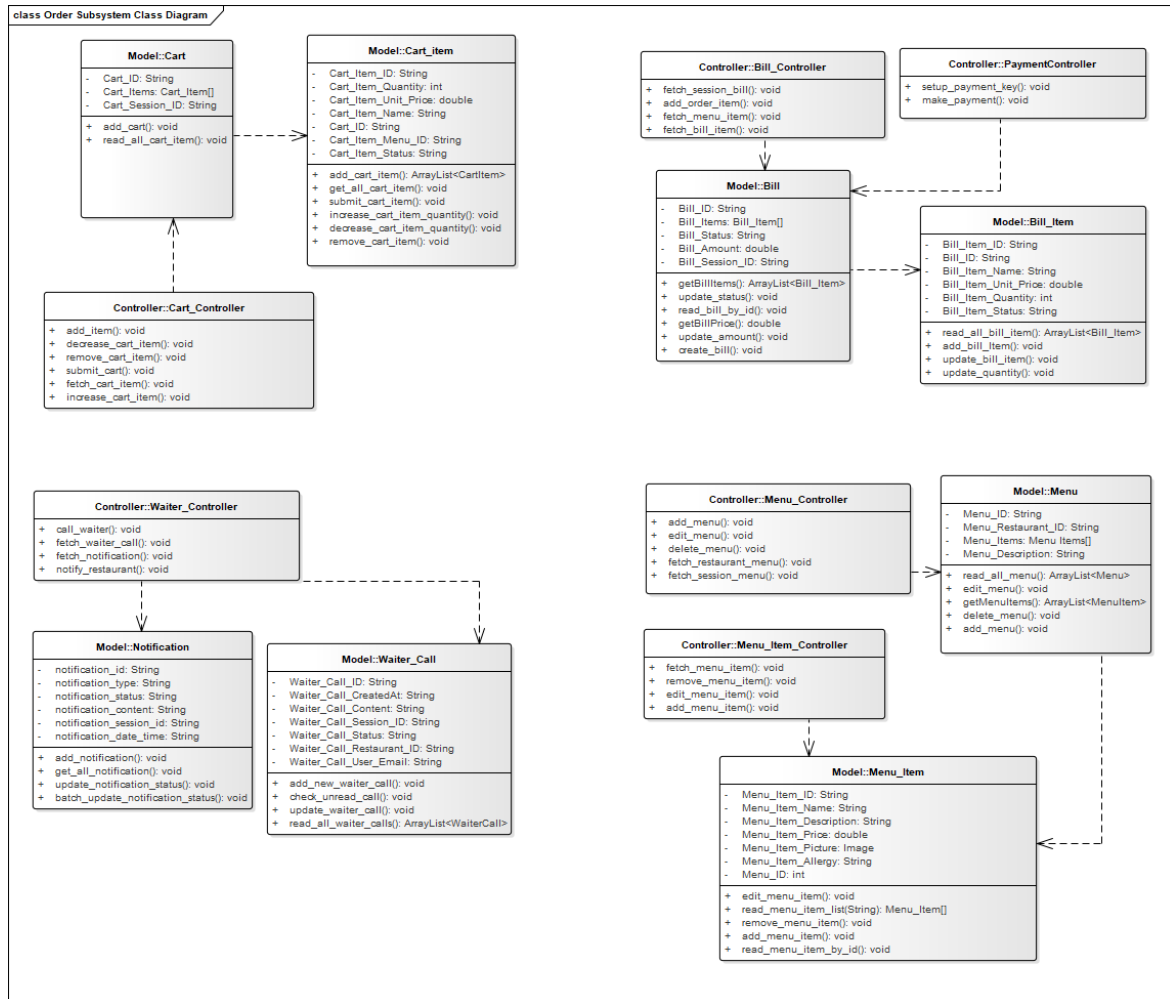 class Order Subsystem Class Diagram
Model::Cart
- Cart_ID: String
- Cart_Items: Cart_Item[]
- Cart_Session_ID: String
+ add_cart(): void
+ read_all_cart_item(): void
Model::Cart_item
- Cart_Item_ID: String
- Cart_Item_Quantity: int
- Cart_Item_Unit_Price: double
- Cart_Item_Name: String
- Cart_ID: String
- Cart_Item_Menu_ID: String
- Cart_Item_Status: String
+ add_cart_item(): ArrayList<CartItem>
+ get_all_cart_item(): void
+ submit_cart_item(): void
+ increase_cart_item_quantity(): void
+ decrease_cart_item_quantity(): void
+ remove_cart_item(): void
Controller::Cart_Controller
+ add_item(): void
+ decrease_cart_item(): void
+ remove_cart_item(): void
+ submit_cart(): void
+ fetch_cart_item(): void
+ increase_cart_item(): void
Controller::Bill_Controller
+ fetch_session_bill(): void
+ add_order_item(): void
+ fetch_menu_item(): void
+ fetch_bill_item(): void
Controller::PaymentController
+ setup_payment_key(): void
+ make_payment(): void
Model::Bill
- Bill_ID: String
- Bill_Items: Bill_Item[]
- Bill_Status: String
- Bill_Amount: double
- Bill_Session_ID: String
+ getBillItems(): ArrayList<Bill_Item>
+ update_status(): void
+ read_bill_by_id(): void
+ getBillPrice(): double
+ update_amount(): void
+ create_bill(): void
Model::Bill_Item
- Bill_Item_ID: String
- Bill_ID: String
- Bill_Item_Name: String
- Bill_Item_Unit_Price: double
- Bill_Item_Quantity: int
- Bill_Item_Status: String
+ read_all_bill_item(): ArrayList<Bill_Item>
+ add_bill_Item(): void
+ update_bill_item(): void
+ update_quantity(): void
Controller::Waiter_Controller
+ call_waiter(): void
+ fetch_waiter_call(): void
+ fetch_notification(): void
+ notify_restaurant(): void
Model::Notification
- notification_id: String
- notification_type: String
- notification_status: String
- notification_content: String
- notification_session_id: String
- notification_date_time: String
+ add_notification(): void
+ get_all_notification(): void
+ update_notification_status(): void
+ batch_update_notification_status(): void
Model::Waiter_Call
- Waiter_Call_ID: String
- Waiter_Call_CreatedAt: String
- Waiter_Call_Content: String
- Waiter_Call_Session_ID: String
- Waiter_Call_Status: String
- Waiter_Call_Restaurant_ID: String
- Waiter_Call_User_Email: String
+ add_new_waiter_call(): void
+ check_unread_call(): void
+ update_waiter_call(): void
+ read_all_waiter_calls(): ArrayList<WaiterCall>
Controller::Menu_Controller
+ add_menu(): void
+ edit_menu(): void
+ delete_menu(): void
+ fetch_restaurant_menu(): void
+ fetch_session_menu(): void
Model::Menu
- Menu_ID: String
- Menu_Restaurant_ID: String
- Menu_Items: Menu Items[]
- Menu_Description: String
+ read_all_menu(): ArrayList<Menu>
+ edit_menu(): void
+ getMenuItems(): ArrayList<MenuItem>
+ delete_menu(): void
+ add_menu(): void
Controller::Menu_Item_Controller
+ fetch_menu_item(): void
+ remove_menu_item(): void
+ edit_menu_item(): void
+ add_menu_item(): void
Model::Menu_Item
- Menu_Item_ID: String
- Menu_Item_Name: String
- Menu_Item_Description: String
- Menu_Item_Price: double
- Menu_Item_Picture: Image
- Menu_Item_Allergy: String
- Menu_ID: int
+ edit_menu_item(): void
+ read_menu_item_list(String): Menu_Item[]
+ remove_menu_item(): void
+ add_menu_item(): void
+ read_menu_item_by_id(): void